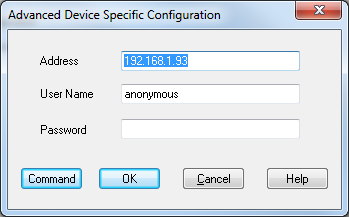 Advanced Device Specific Configuration
Address 192.168.1.93
User Name anonymous
Password
Command OK Cancel Help